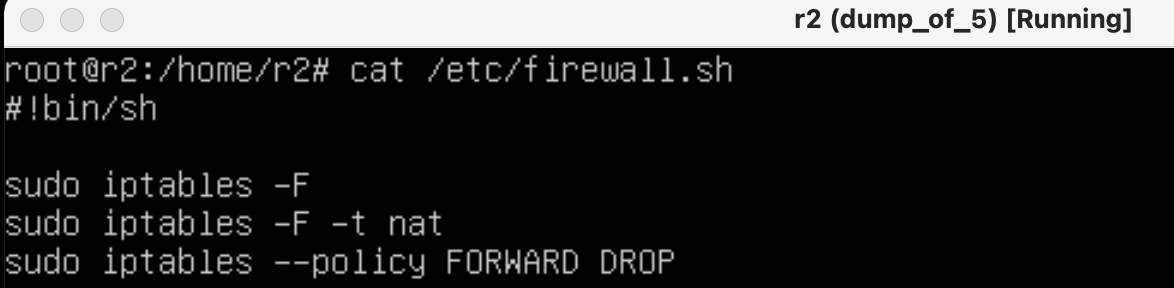 r2 (dump_of_5) [Running]
root@r2:/home/r2# cat /etc/firewall.sh
#!bin/sh
sudo iptables -F
sudo iptables -F -t nat
sudo iptables --policy FORWARD DROP